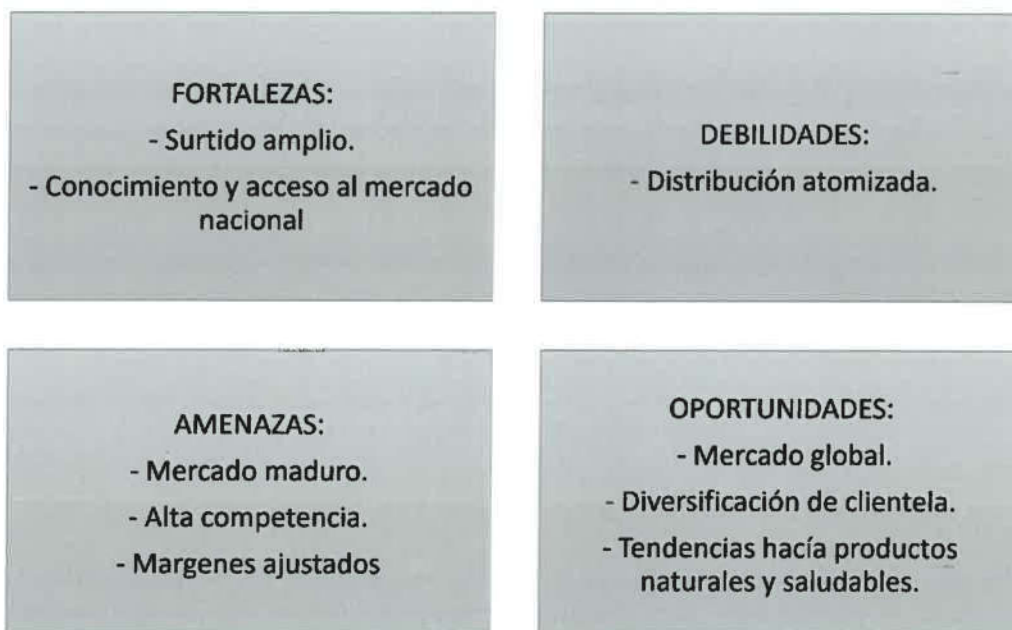 FORTALEZAS:
- Surtido amplio.
- Conocimiento y acceso al mercado
nacional
DEBILIDADES:
- Distribución atomizada.
AMENAZAS:
- Mercado maduro.
- Alta competencia.
- Margenes ajustados
OPORTUNIDADES:
- Mercado global.
- Diversificación de clientela.
- Tendencias hacía productos
naturales y saludables.